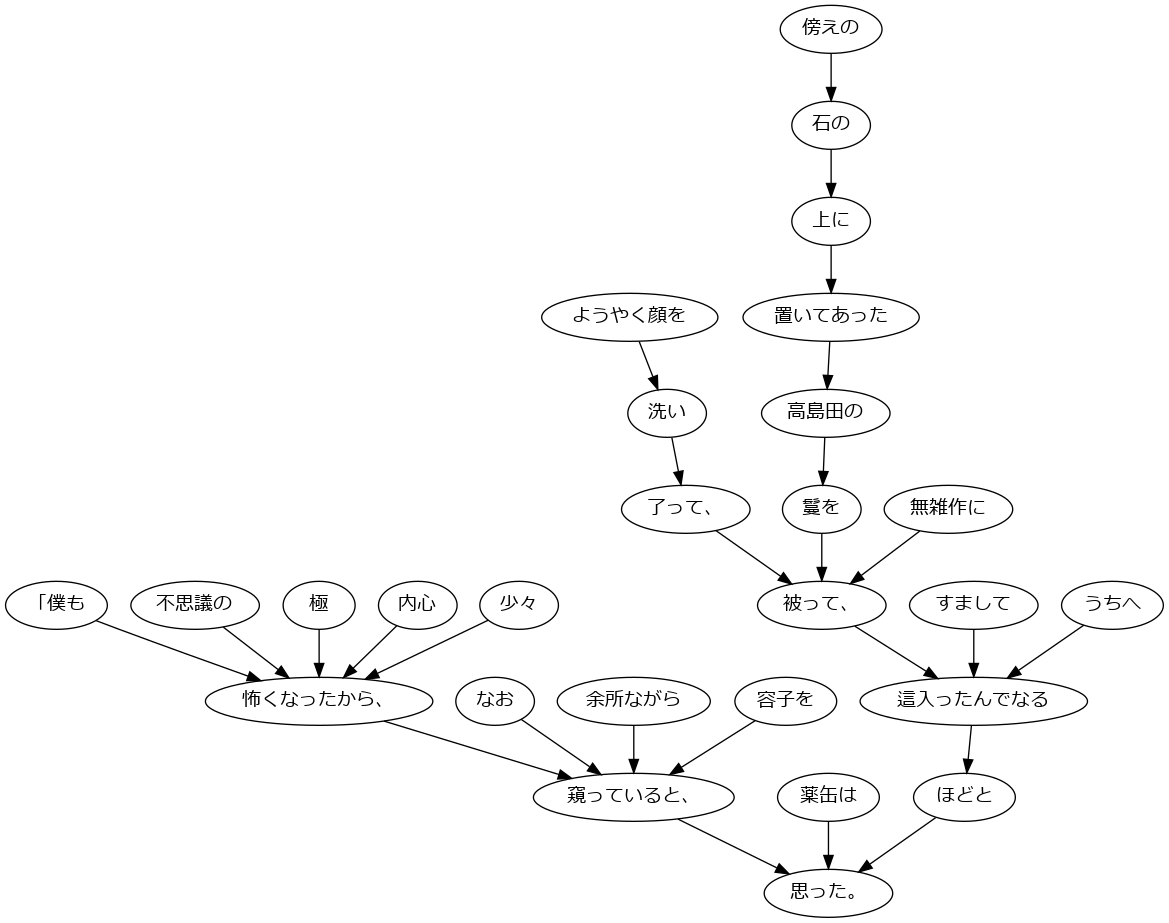 傍えの
石の
上に
ようやく顔を 置いてあった
洗い 高島田の
了って、 鬘を 無雑作に
「僕も 不思議の 極 内心 少々 被って、 すまして うちへ
怖くなったから、 なお 余所ながら 容子を 這入ったんでなる
窺っていると、 薬缶は ほどと
思った。